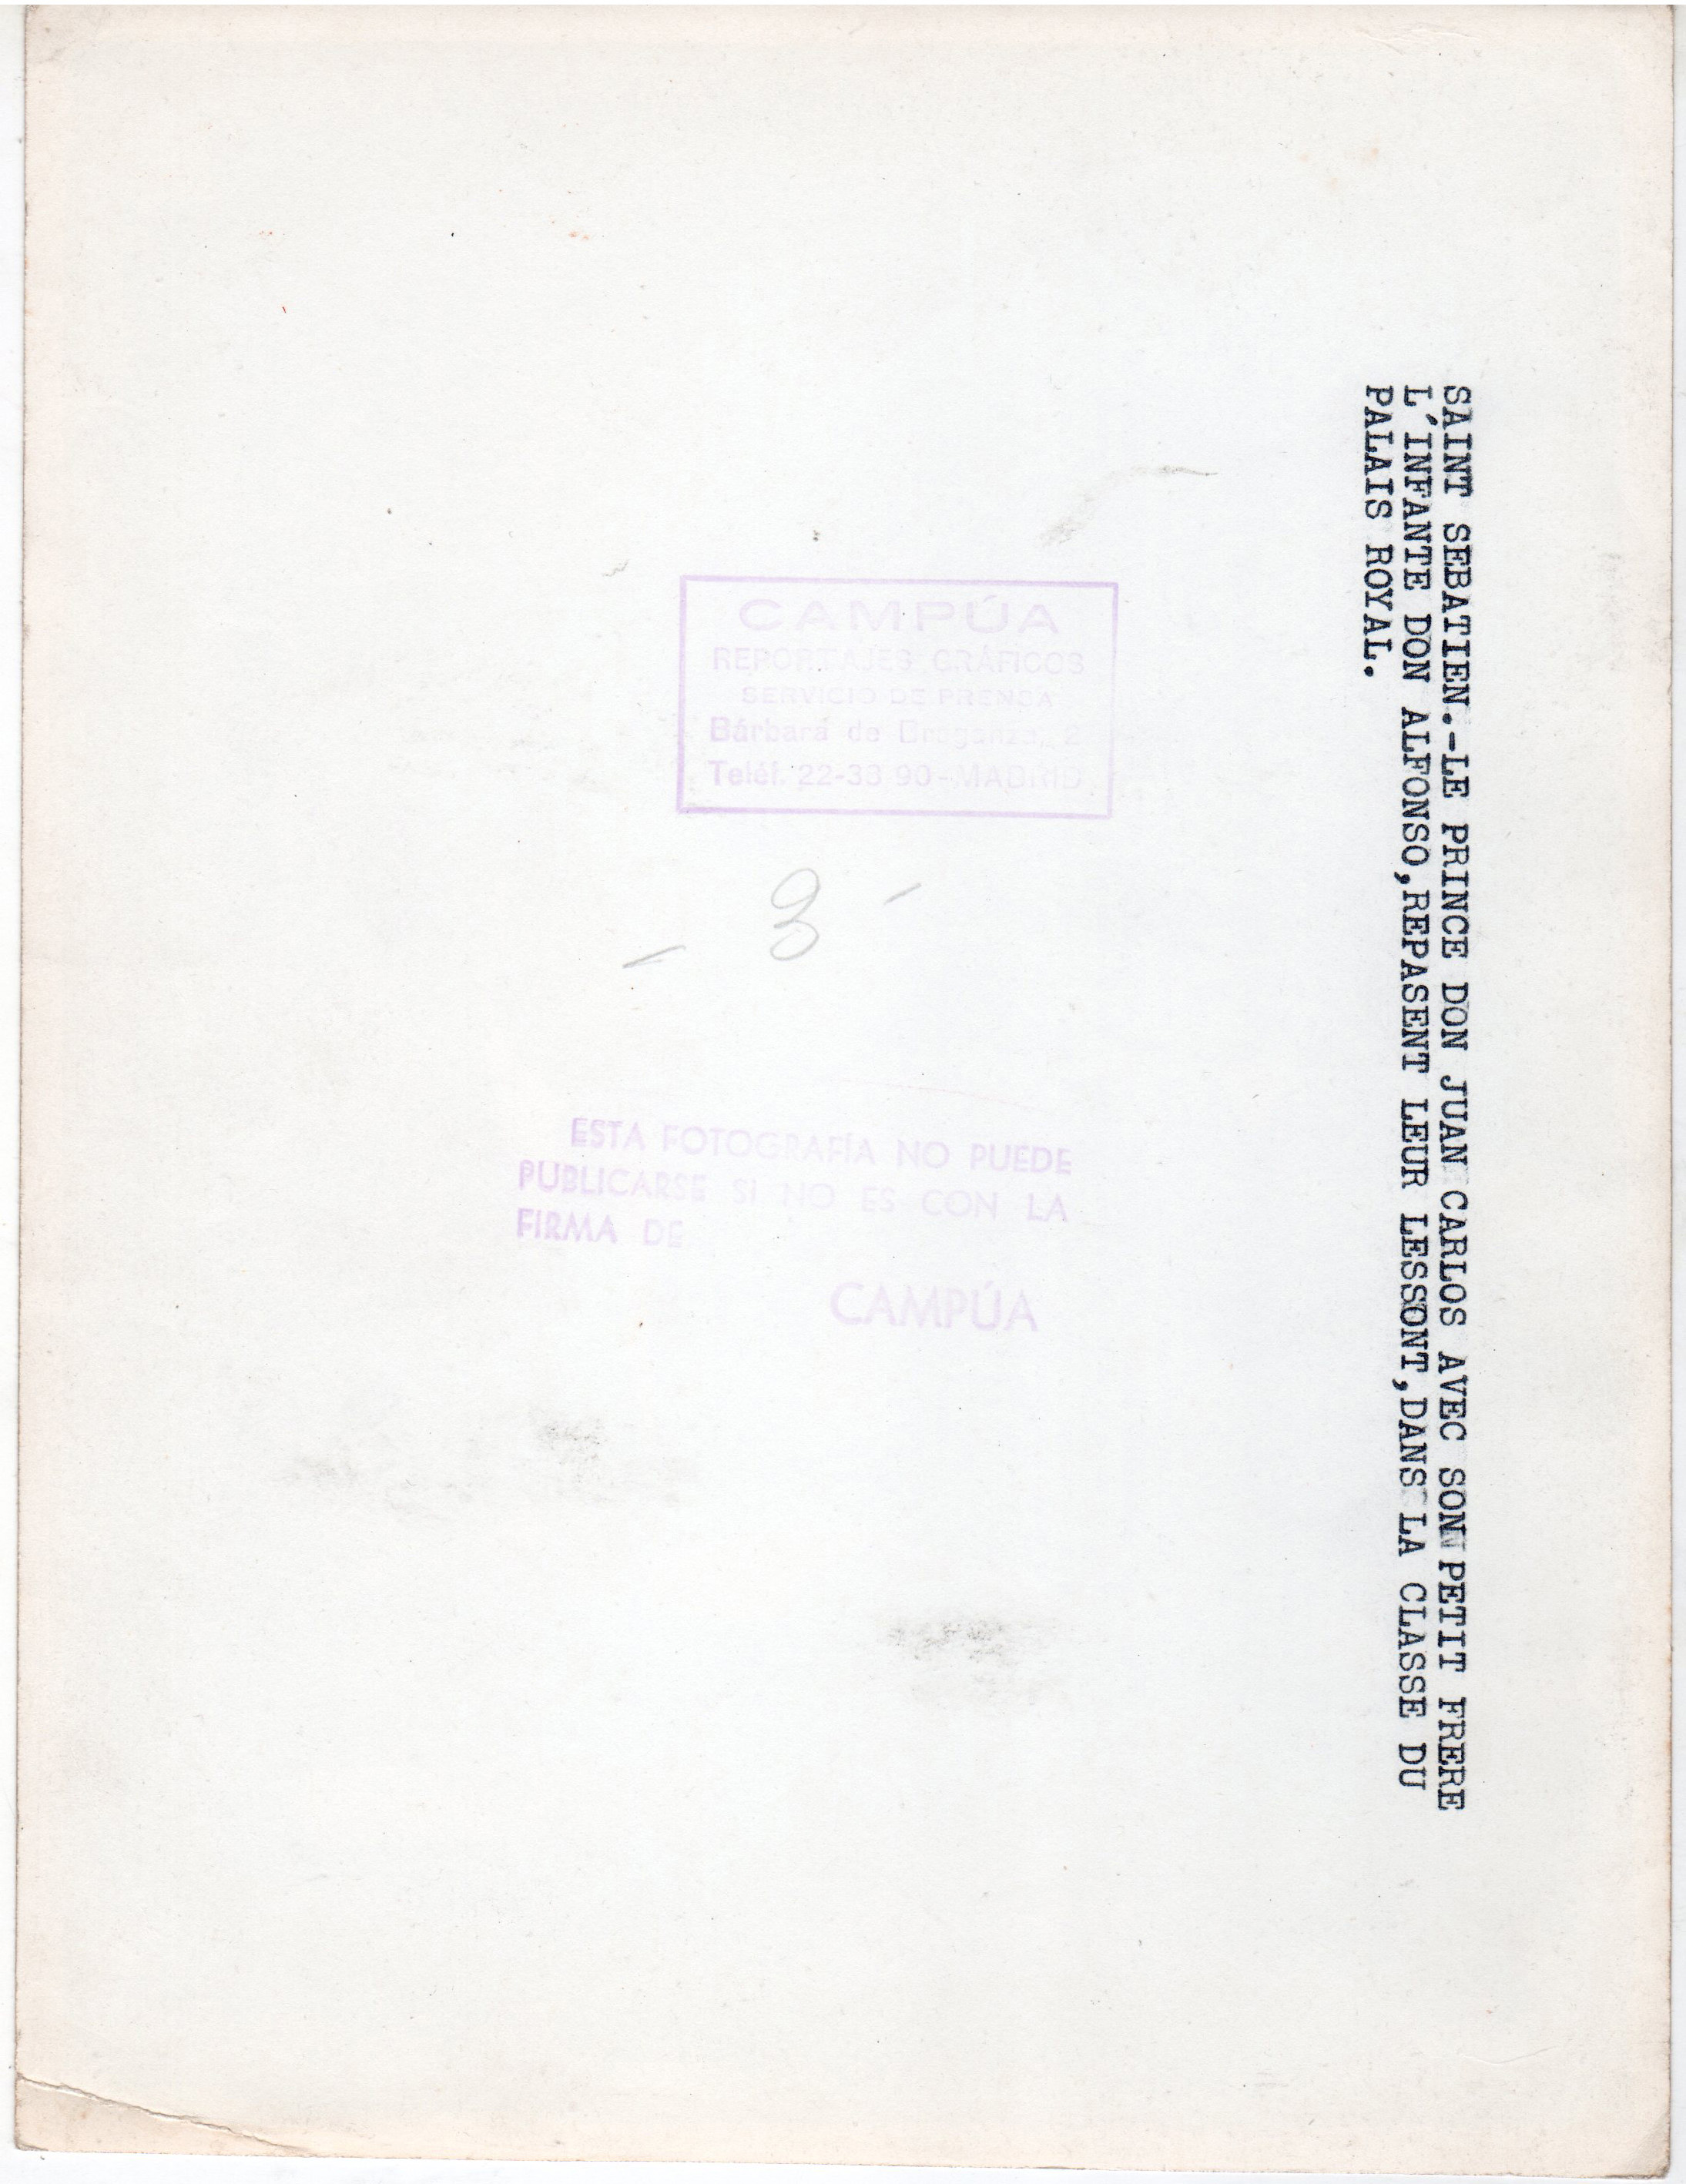 SAINT SEBATIEN.-LE PRINCE DON JUAN CARLOS AVEC SON PETIT FRERE
L´INFANTE DON ALFONSO,REPASENT LEUR LESSONT,DANS LA CLASSE DU
PALAIS ROYAL.
CAMPÚA
REPORTAJES GRÁFICOS
SERVICIO DE PRENSA
Bárbara de Braganza, 2
Teléf. 22-33 90-MADRID
- 3 -
ESTA FOTOGRAFÍA NO PUEDE
PUBLICARSE SI NO ES CON LA
FIRMA DE
CAMPÚA